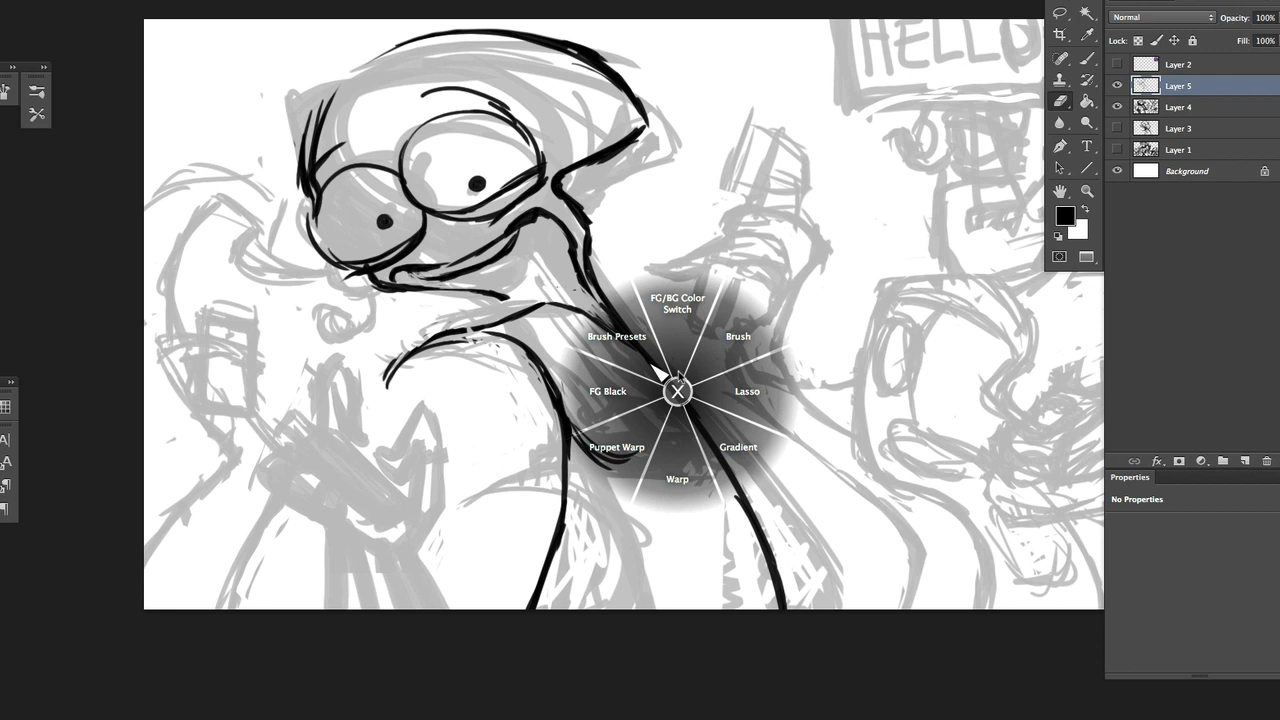 HELLO
Normal
Opacity: 100%
Lock:
Fill: 100%
Layer 2
Layer 5
Layer 4
Layer 3
Layer 1
Background
FG/BG Color
Switch
Brush Presets
Brush
FG Black
X
Lasso
Puppet Warp
Gradient
Warp
fx
Properties
No Properties
T
A
A